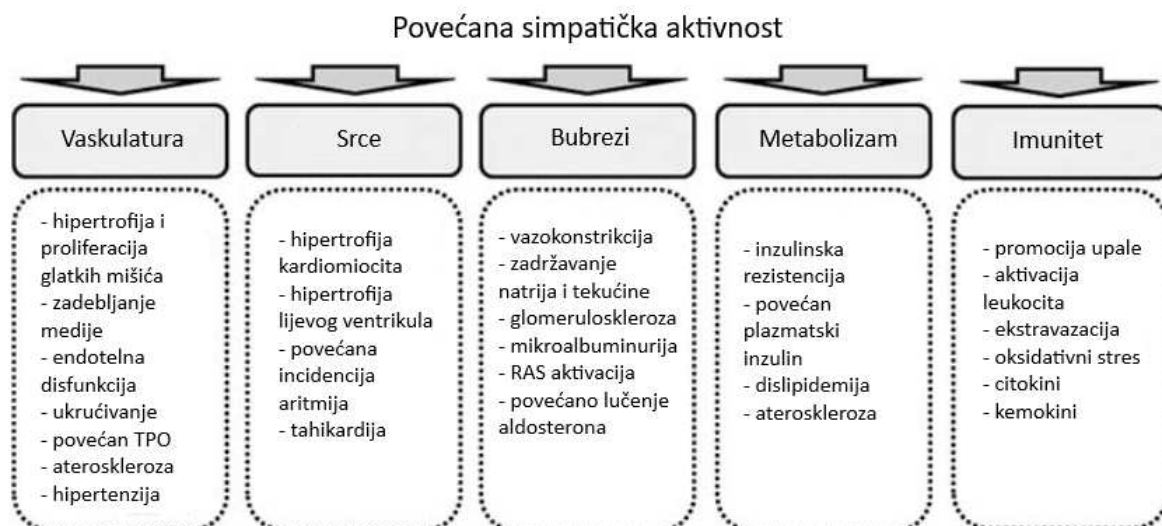 Povećana simpatička aktivnost
Vaskulatura
- hipertrofija i
proliferacija
glatkih mišića
- zadebljanje
medije
- endotelna
disfunkcija
- ukrućivanje
- povećan TPO
- ateroskleroza
- hipertenzija
Srce
- hipertrofija
kardiomiocita
- hipertrofija
lijevog ventrikula
- povećana
incidencija
aritmija
- tahikardija
Bubrezi
- vazokonstrikcija
- zadržavanje
natrija i tekućine
- glomeruloskleroza
- mikroalbuminurija
- RAS aktivacija
- povećano lučenje
aldosterona
Metabolizam
- inzulinska
rezistencija
- povećan
plazmatski
inzulin
- dislipidemija
- ateroskleroza
Imunitet
- promocija upale
- aktivacija
leukocita
- ekstravazacija
- oksidativni stres
- citokini
- kemokini